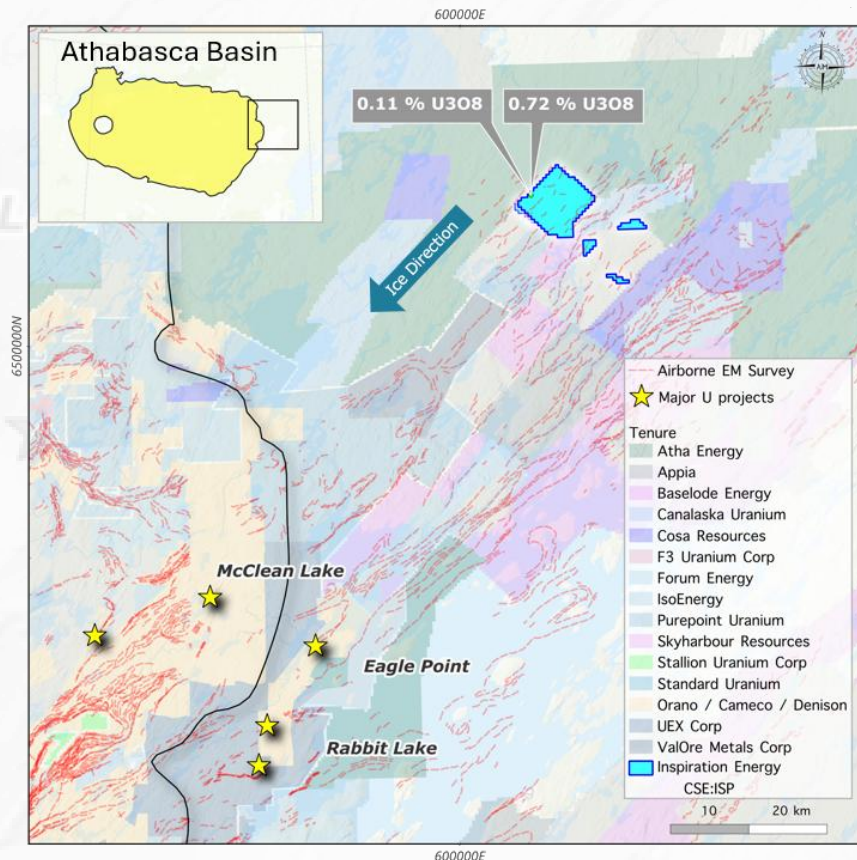 600000E
Athabasca Basin
N
0.11 % U3O8
0.72 % U3O8
Ice Direction
6500000N
Airborne EM Survey
Major U projects
Tenure
Atha Energy
Appia
Baselode Energy
Canalaska Uranium
Cosa Resources
F3 Uranium Corp
Forum Energy
IsoEnergy
Purepoint Uranium
Skyharbour Resources
Stallion Uranium Corp
Standard Uranium
Orano / Cameco / Denison
UEX Corp
ValOre Metals Corp
Inspiration Energy
CSE:ISP
McClean Lake
Eagle Point
Rabbit Lake
10 20 km
600000E